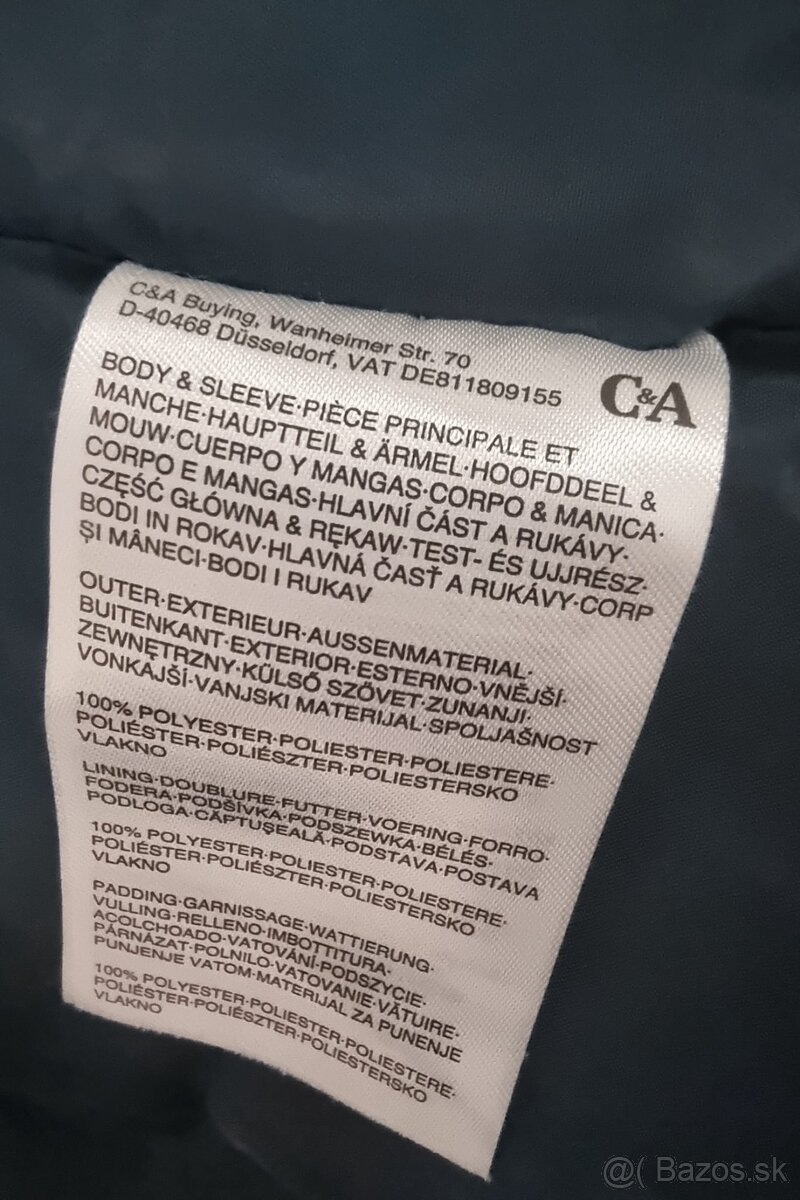 C&A Buying, Wanheimer Str. 70
D-40468 Düsseldorf, VAT DE811809155
C&A
BODY & SLEEVE·PIÈCE PRINCIPALE ET
MANCHE·HAUPTTEIL & ÄRMEL·HOOFDDEEL &
MOUW·CUERPO Y MANGAS·CORPO & MANICA·
CORPO E MANGAS·HLAVNÍ ČÁST A RUKÁVY·
CZĘŚĆ GŁÓWNA & RĘKAW·TEST- ÉS UJJRÉSZ·
BODI IN ROKAV·HLAVNÁ ČASŤ A RUKÁVY·CORP
ȘI MÂNECI·BODI I RUKAV
OUTER·EXTERIEUR·AUSSENMATERIAL·
BUITENKANT·EXTERIOR·ESTERNO·VNĚJŠÍ·
ZEWNĘTRZNY·KÜLSŐ SZÖVET·ZUNANJI·
VONKAJŠÍ·VANJSKI MATERIJAL·SPOLJAŠNOST
100% POLYESTER·POLIESTER·POLIESTERE·
POLIÉSTER·POLIÉSZTER·POLIESTERSKO
VLAKNO
LINING·DOUBLURE·FUTTER·VOERING·FORRO·
FODERA·PODŠÍVKA·PODSZEWKA·BÉLÉS·
PODLOGA·CĂPTUȘEALĂ·PODSTAVA·POSTAVA
100% POLYESTER·POLIESTER·POLIESTERE·
POLIÉSTER·POLIÉSZTER·POLIESTERSKO
VLAKNO
PADDING·GARNISSAGE·WATTIERUNG·
VULLING·RELLENO·IMBOTTITURA·
ACOLCHOADO·VATOVÁNÍ·PODSZYCIE·
PÁRNÁZAT·POLNILO·VATOVANIE·VĂTUIRE·
PUNJENJE VATOM·MATERIJAL ZA PUNENJE
100% POLYESTER·POLIESTER·POLIESTERE·
POLIÉSTER·POLIÉSZTER·POLIESTERSKO
VLAKNO
@( Bazos.sk